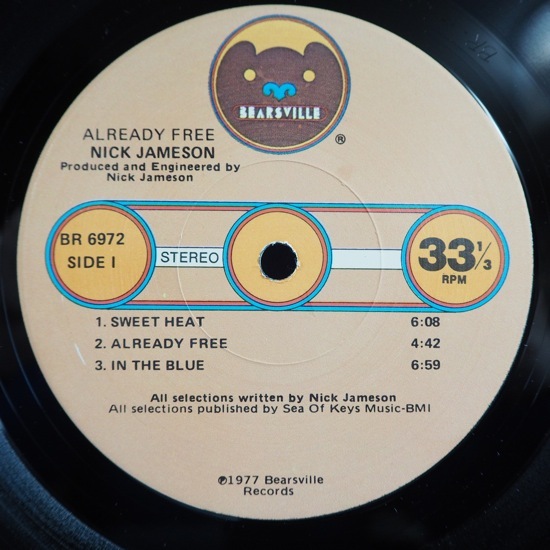 BEARSVILLE
®
ALREADY FREE
NICK JAMESON
Produced and Engineered by
Nick Jameson
BR 6972
SIDE I
STEREO
33 1/3
RPM
1. SWEET HEAT 6:08
2. ALREADY FREE 4:42
3. IN THE BLUE 6:59
All selections written by Nick Jameson
All selections published by Sea Of Keys Music-BMI
℗1977 Bearsville
Records